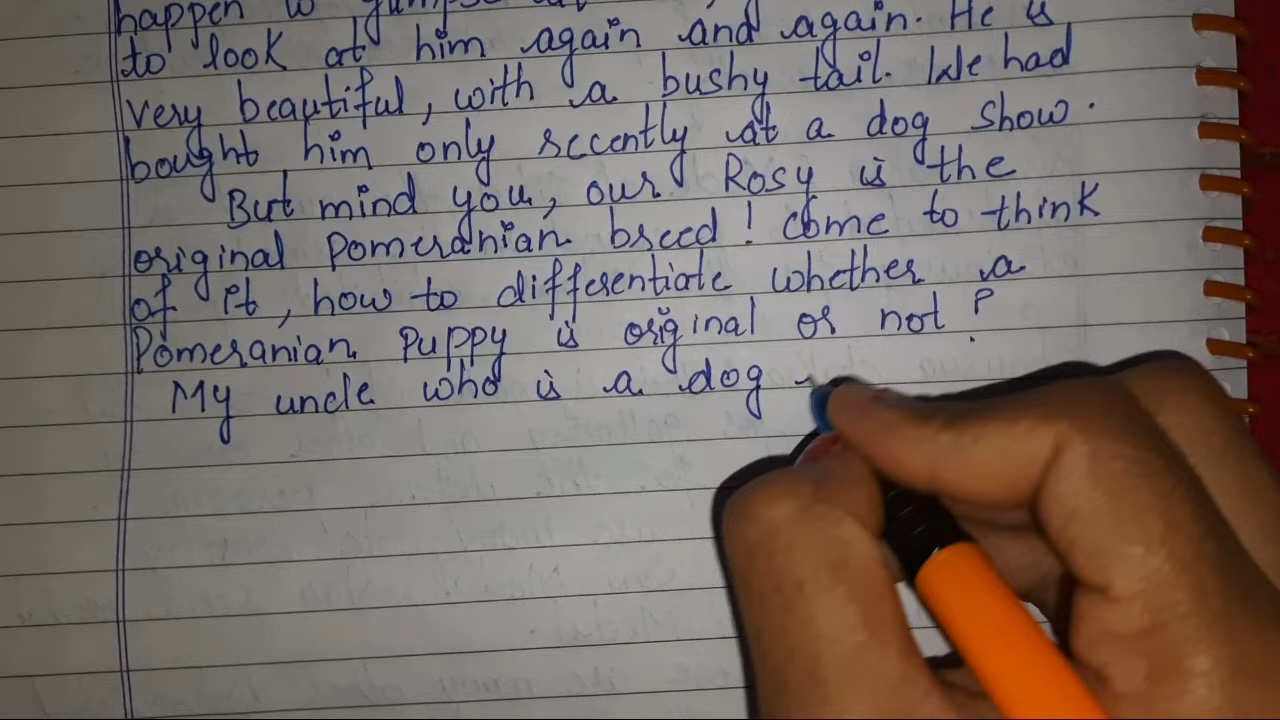 happen to
to look at him again and again. He is
very beautiful, with a bushy tail. We had
bought him only recently at a dog show.
But mind you, our Rosy is the
original Pomeranian breed! Come to think
of it, how to differentiate whether a
Pomeranian Puppy is original or not?
My uncle who is a dog